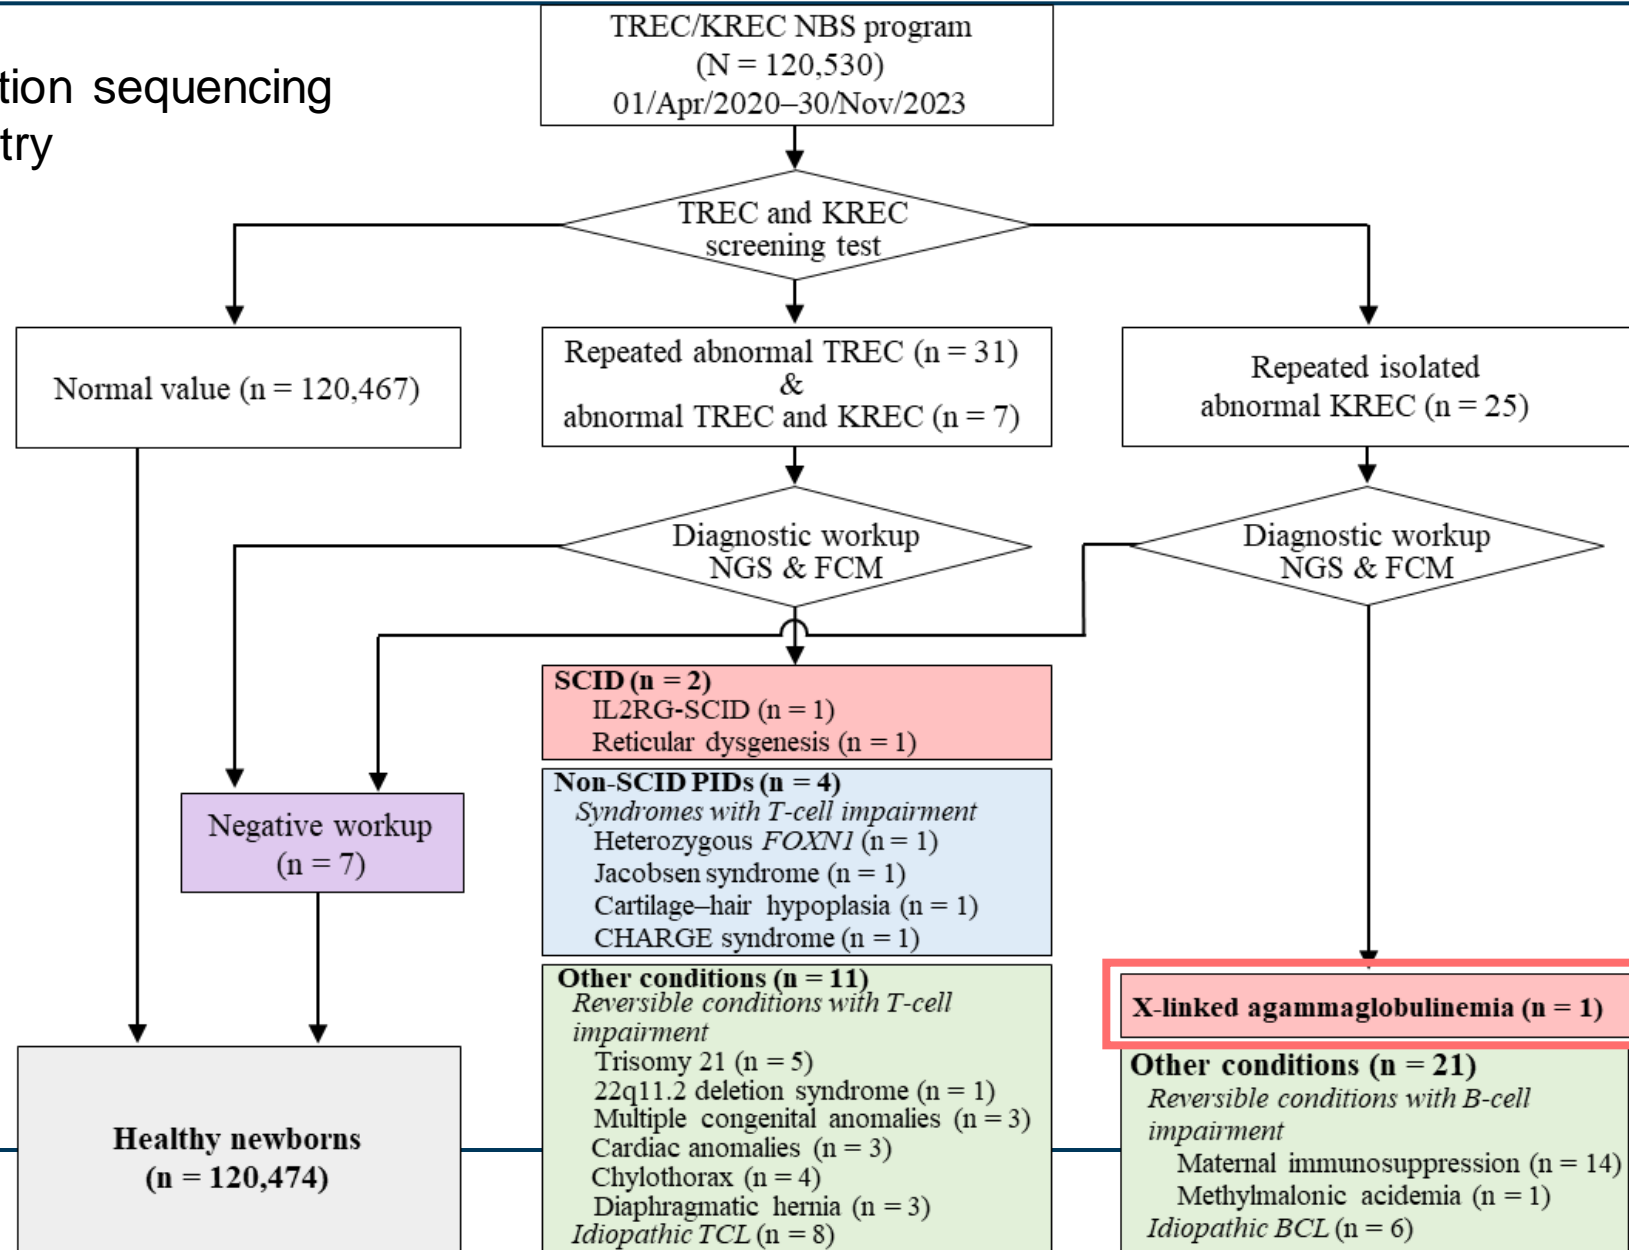 tion sequencing
try
TREC/KREC NBS program
(N = 120,530)
01/Apr/2020–30/Nov/2023
TREC and KREC
screening test
Normal value (n = 120,467)
Repeated abnormal TREC (n = 31)
&
abnormal TREC and KREC (n = 7)
Repeated isolated
abnormal KREC (n = 25)
Diagnostic workup
NGS & FCM
Diagnostic workup
NGS & FCM
Negative workup
(n = 7)
SCID (n = 2)
IL2RG-SCID (n = 1)
Reticular dysgenesis (n = 1)
Non-SCID PIDs (n = 4)
Syndromes with T-cell impairment
Heterozygous FOXN1 (n = 1)
Jacobsen syndrome (n = 1)
Cartilage–hair hypoplasia (n = 1)
CHARGE syndrome (n = 1)
Other conditions (n = 11)
Reversible conditions with T-cell
impairment
Trisomy 21 (n = 5)
22q11.2 deletion syndrome (n = 1)
Multiple congenital anomalies (n = 3)
Cardiac anomalies (n = 3)
Chylothorax (n = 4)
Diaphragmatic hernia (n = 3)
Idiopathic TCL (n = 8)
X-linked agammaglobulinemia (n = 1)
Other conditions (n = 21)
Reversible conditions with B-cell
impairment
Maternal immunosuppression (n = 14)
Methylmalonic acidemia (n = 1)
Idiopathic BCL (n = 6)
Healthy newborns
(n = 120,474)